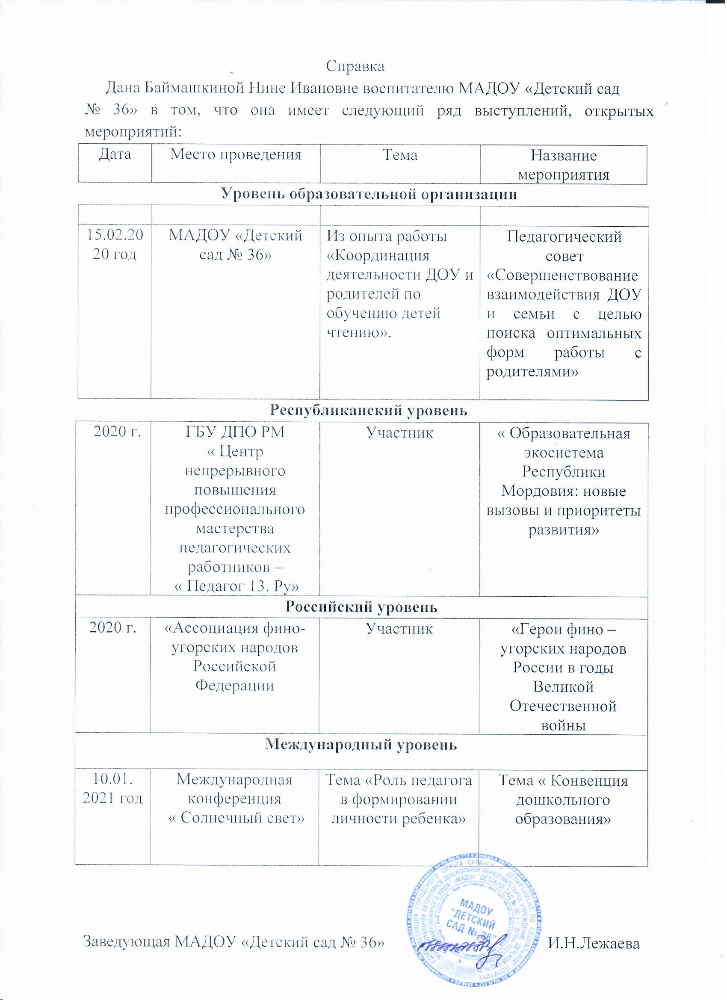 Справка
Дана Баймашкиной Нине Ивановне воспитателю МАДОУ «Детский сад
№ 36» в том, что она имеет следующий ряд выступлений, открытых
мероприятий:
Дата
Место проведения
Тема
Название
мероприятия
Уровень образовательной организации
15.02.20
20 год
МАДОУ «Детский
сад № 36»
Из опыта работы
«Координация
деятельности ДОУ и
родителей по
обучению детей
чтению».
Педагогический
совет
«Совершенствование
взаимодействия ДОУ
и семьи с целью
поиска оптимальных
форм работы с
родителями»
Республиканский уровень
2020 г.
ГБУ ДПО РМ
« Центр
непрерывного
повышения
профессионального
мастерства
педагогических
работников –
« Педагог 13. Ру»
Участник
« Образовательная
экосистема
Республики
Мордовия: новые
вызовы и приоритеты
развития»
Российский уровень
2020 г.
«Ассоциация фино-
угорских народов
Российской
Федерации
Участник
«Герои фино –
угорских народов
России в годы
Великой
Отечественной
войны
Международный уровень
10.01.
2021 год
Международная
конференция
« Солнечный свет»
Тема «Роль педагога
в формировании
личности ребенка»
Тема « Конвенция
дошкольного
образования»
МАДОУ
"ДЕТСКИЙ
САД № 36"
Заведующая МАДОУ «Детский сад № 36»
И.Н.Лежаева